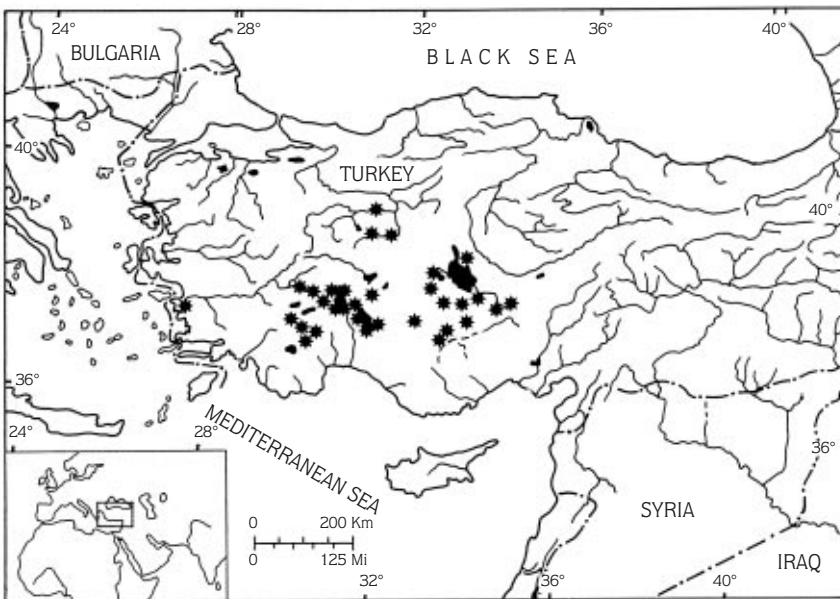 24° 28° 32° 36° 40°
BULGARIA
BLACK SEA
40°
TURKEY
40°
36°
24°
28°
MEDITERRANEAN SEA
36°
0 200 Km
0 125 Mi
SYRIA
IRAQ
32° 36° 40°